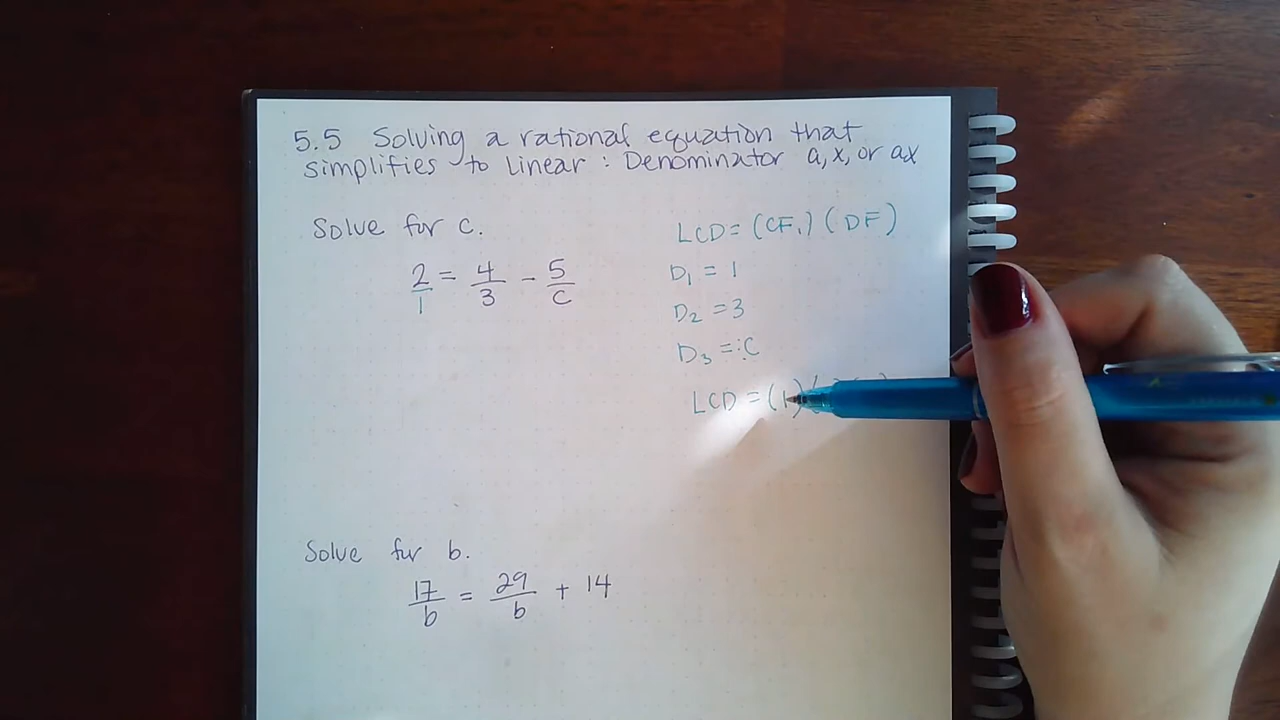 5.5 Solving a rational equation that
simplifies to linear : Denominator a, x, or ax
Solve for c.
2/1 = 4/3 - 5/c
LCD = (CF,) (DF)
D₁ = 1
D₂ = 3
D₃ = C
LCD = (1)(
Solve for b.
17/b = 29/b + 14